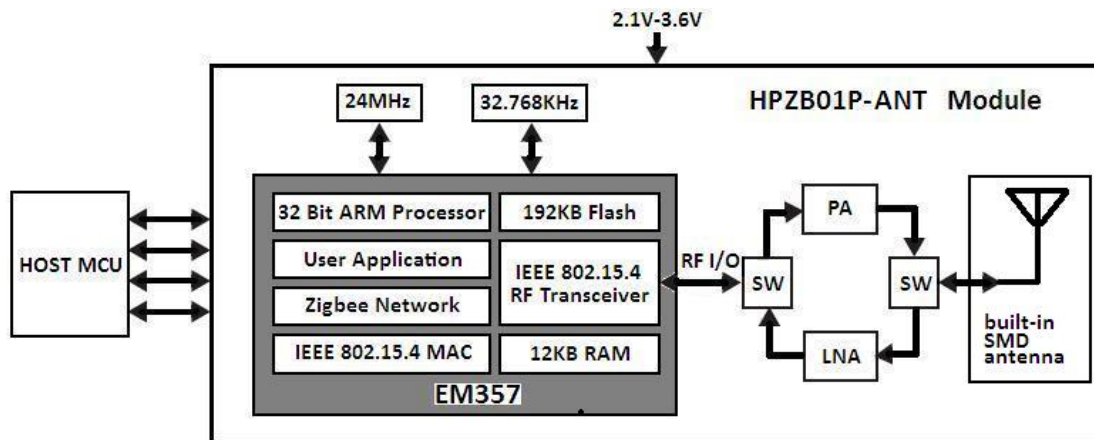 2.1V-3.6V
HPZB01P-ANT Module
24MHz
32.768KHz
HOST MCU
32 Bit ARM Processor
192KB Flash
User Application
IEEE 802.15.4
RF Transceiver
Zigbee Network
IEEE 802.15.4 MAC
12KB RAM
EM357
RF I/O
SW
PA
LNA
SW
built-in
SMD
antenna